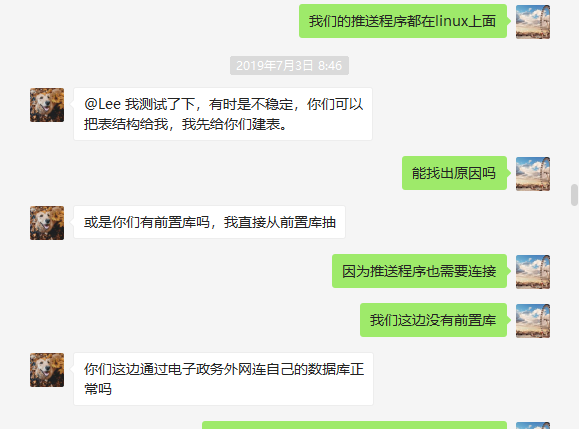 我们的推送程序都在linux上面
2019年7月3日 8:46
@Lee 我测试了下，有时是不稳定，你们可以
把表结构给我，我先给你们建表。
能找出原因吗
或是你们有前置库吗，我直接从前置库抽
因为推送程序也需要连接
我们这边没有前置库
你们这边通过电子政务外网连自己的数据库正
常吗